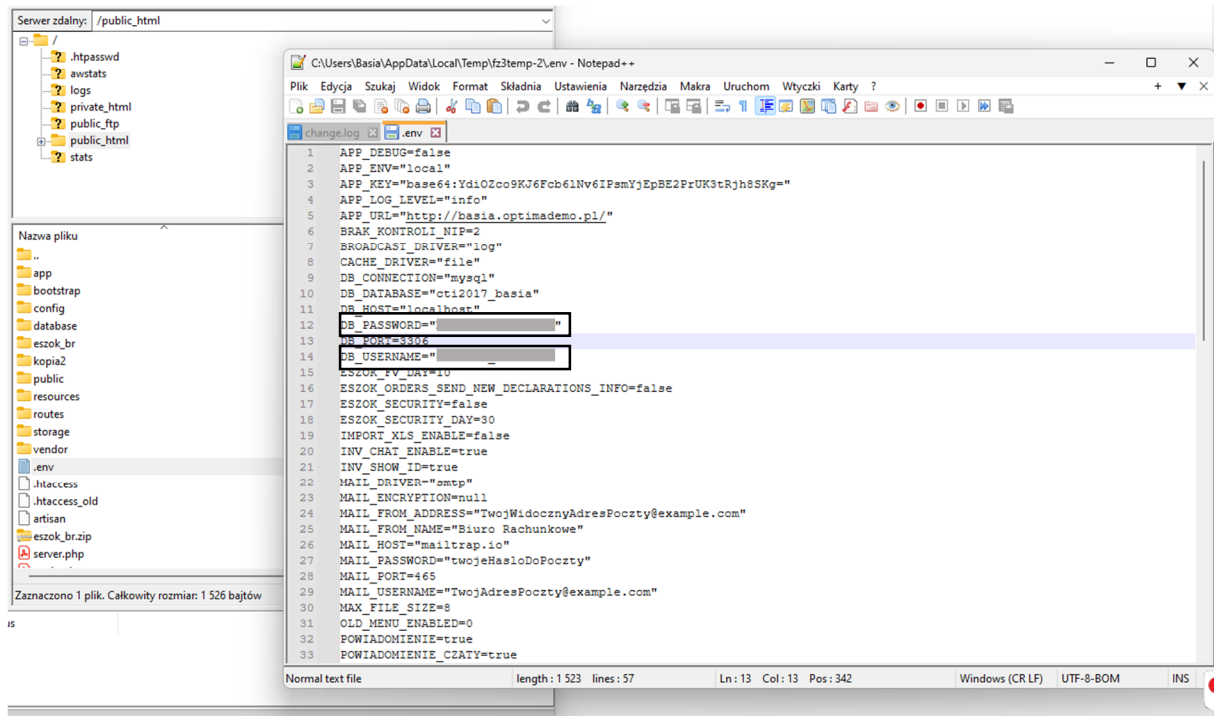 Serwer zdalny: /public_html
/
.htpasswd
awstats
logs
private_html
public_ftp
public_html
stats
Nazwa pliku
..
app
bootstrap
config
database
eszok_br
kopia2
public
resources
routes
storage
vendor
.env
.htaccess
.htaccess_old
artisan
eszok_br.zip
server.php
Zaznaczono 1 plik. Całkowity rozmiar: 1 526 bajtów
C:\Users\Basia\AppData\Local\Temp\fz3temp-2\.env - Notepad++
Plik Edycja Szukaj Widok Format Składnia Ustawienia Narzędzia Makra Uruchom Wtyczki Karty ?
change.log .env
1 APP_DEBUG=false
2 APP_ENV="local"
3 APP_KEY="base64:YdiOZco9KJ6Fcb6lNv6IPsmYjEpBE2PrUK3tRjh8SKg="
4 APP_LOG_LEVEL="info"
5 APP_URL="http://basia.optimademo.pl/"
6 BRAK_KONTROLI_NIP=2
7 BROADCAST_DRIVER="log"
8 CACHE_DRIVER="file"
9 DB_CONNECTION="mysql"
10 DB_DATABASE="cti2017_basia"
11 DB_HOST="localhost"
12 DB_PASSWORD=" "
13 DB_PORT=3306
14 DB_USERNAME="
15 ESZOK_FV_DAY=10
16 ESZOK_ORDERS_SEND_NEW_DECLARATIONS_INFO=false
17 ESZOK_SECURITY=false
18 ESZOK_SECURITY_DAY=30
19 IMPORT_XLS_ENABLE=false
20 INV_CHAT_ENABLE=true
21 INV_SHOW_ID=true
22 MAIL_DRIVER="smtp"
23 MAIL_ENCRYPTION=null
24 MAIL_FROM_ADDRESS="TwojWidocznyAdresPoczty@example.com"
25 MAIL_FROM_NAME="Biuro Rachunkowe"
26 MAIL_HOST="mailtrap.io"
27 MAIL_PASSWORD="twojeHasloDoPoczty"
28 MAIL_PORT=465
29 MAIL_USERNAME="TwojAdresPoczty@example.com"
30 MAX_FILE_SIZE=8
31 OLD_MENU_ENABLED=0
32 POWIADOMIENIE=true
33 POWIADOMIENIE_CZATY=true
Normal text file length : 1 523 lines : 57 Ln : 13 Col : 13 Pos : 342 Windows (CR LF) UTF-8-BOM INS